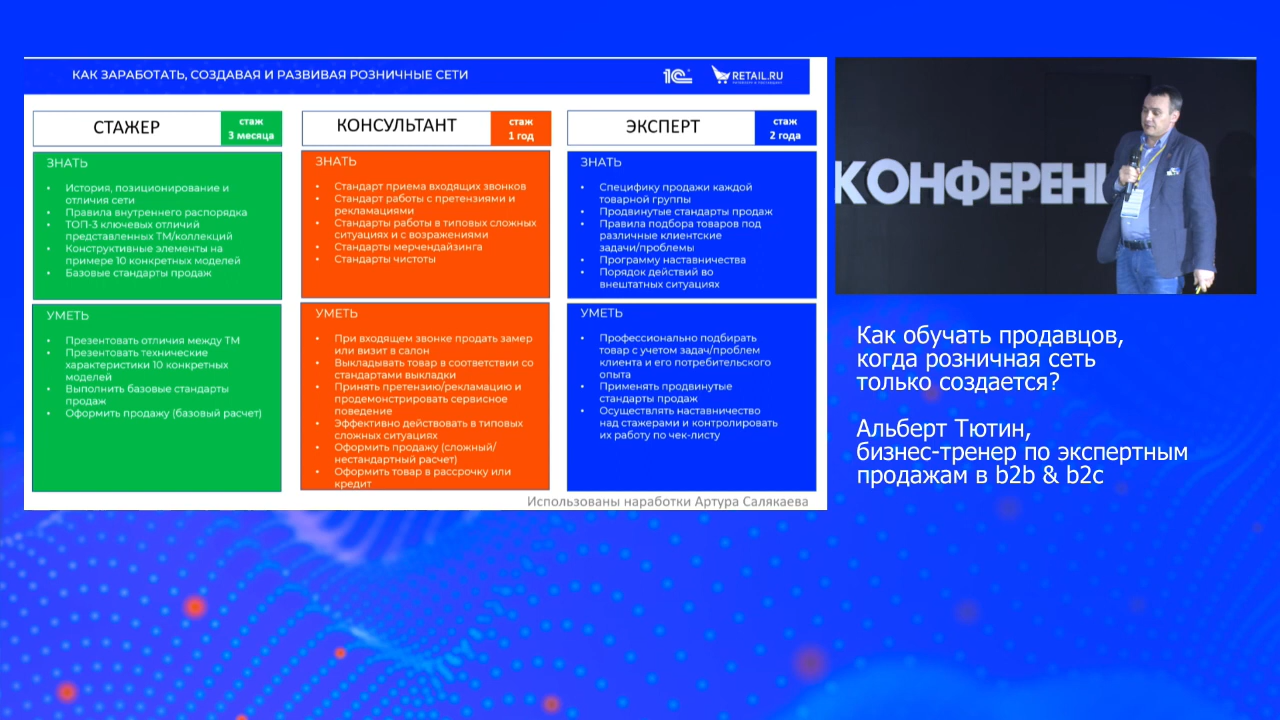 КАК ЗАРАБОТАТЬ, СОЗДАВАЯ И РАЗВИВАЯ РОЗНИЧНЫЕ СЕТИ
1С
RETAIL.RU
СТАЖЕР
стаж
3 месяца
ЗНАТЬ
• История, позиционирование и
отличия сети
• Правила внутреннего распорядка
• ТОП-3 ключевых отличий
представленных ТМ/коллекций
• Конструктивные элементы на
примере 10 конкретных моделей
• Базовые стандарты продаж
УМЕТЬ
• Презентовать отличия между ТМ
• Презентовать технические
характеристики 10 конкретных
моделей
• Выполнить базовые стандарты
продаж
• Оформить продажу (базовый расчет)
КОНСУЛЬТАНТ
стаж
1 год
ЗНАТЬ
• Стандарт приема входящих звонков
• Стандарт работы с претензиями и
рекламациями
• Стандарты работы в типовых сложных
ситуациях и с возражениями
• Стандарты мерчендайзинга
• Стандарты чистоты
УМЕТЬ
• При входящем звонке продать замер
или визит в салон
• Выкладывать товар в соответствии со
стандартами выкладки
• Принять претензию/рекламацию и
продемонстрировать сервисное
поведение
• Эффективно действовать в типовых
сложных ситуациях
• Оформить продажу (сложный/
нестандартный расчет)
• Оформить товар в рассрочку или
кредит
ЭКСПЕРТ
стаж
2 года
ЗНАТЬ
• Специфику продажи каждой
товарной группы
• Продвинутые стандарты продаж
• Правила подбора товаров под
различные клиентские
задачи/проблемы
• Программу наставничества
• Порядок действий во
внештатных ситуациях
УМЕТЬ
• Профессионально подбирать
товар с учетом задач/проблем
клиента и его потребительского
опыта
• Применять продвинутые
стандарты продаж
• Осуществлять наставничество
над стажерами и контролировать
их работу по чек-листу
Использованы наработки Артура Салякаева
КОНФЕРЕНЦ
Как обучать продавцов,
когда розничная сеть
только создается?
Альберт Тютин,
бизнес-тренер по экспертным
продажам в b2b & b2c